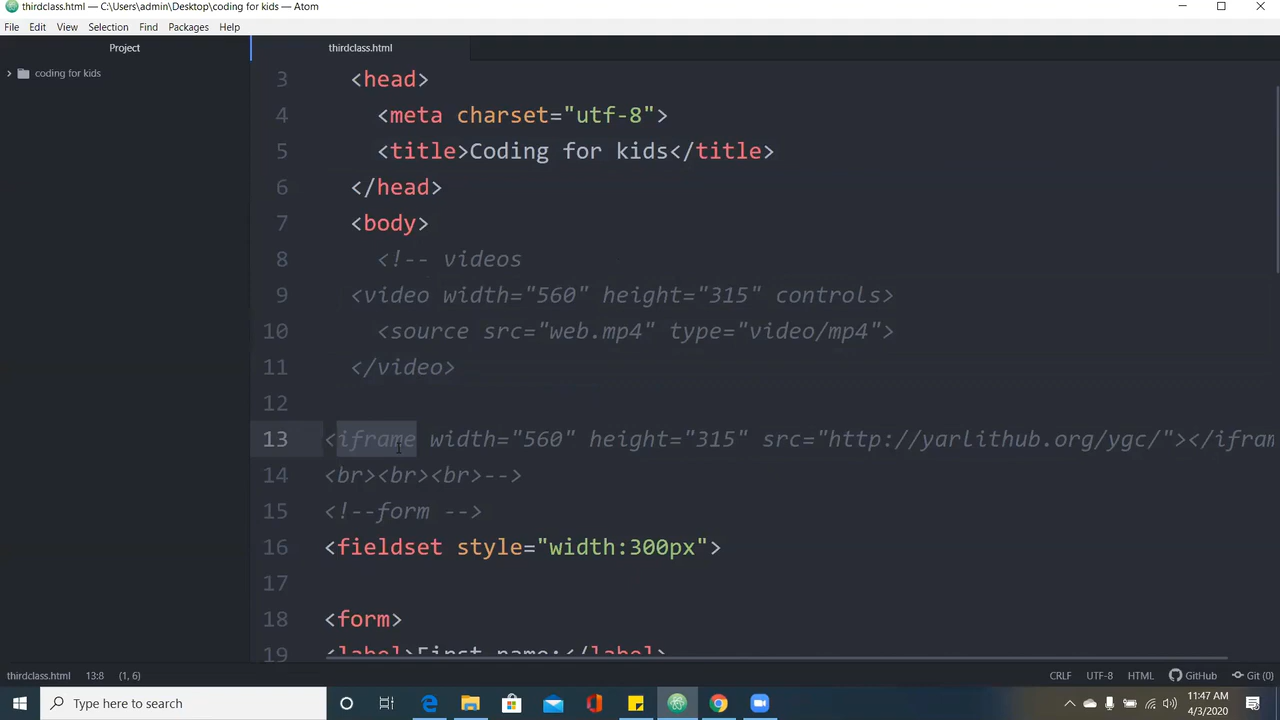 thirdclass.html — C:\Users\admin\Desktop\coding for kids — Atom
File Edit View Selection Find Packages Help
Project
thirdclass.html
coding for kids
3 <head>
4 <meta charset="utf-8">
5 <title>Coding for kids</title>
6 </head>
7 <body>
8 <!-- videos
9 <video width="560" height="315" controls>
10 <source src="web.mp4" type="video/mp4">
11 </video>
12
13 <iframe width="560" height="315" src="http://yarlithub.org/ygc/"></ifram
14 <br><br><br>-->
15 <!--form -->
16 <fieldset style="width:300px">
17
18 <form>
19 <label>First name:</label>
thirdclass.html 13:8 (1, 6) CRLF UTF-8 HTML GitHub Git (0)
Type here to search
11:47 AM
4/3/2020